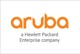 aruba
a Hewlett Packard
Enterprise company